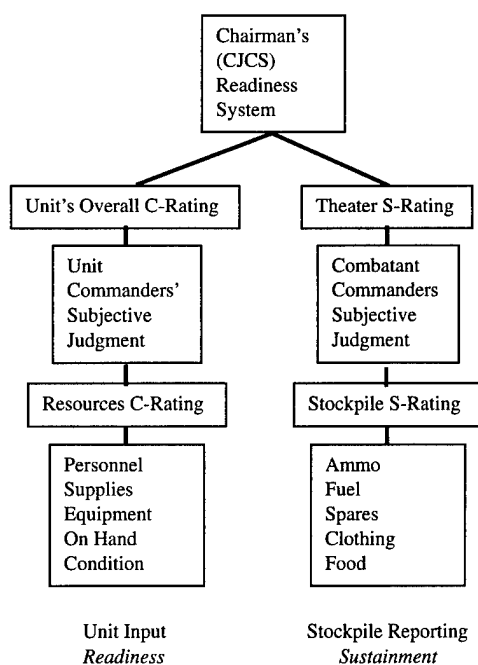 Chairman's
(CJCS)
Readiness
System
Unit's Overall C-Rating
Theater S-Rating
Unit
Commanders'
Subjective
Judgment
Combatant
Commanders
Subjective
Judgment
Resources C-Rating
Stockpile S-Rating
Personnel
Supplies
Equipment
On Hand
Condition
Ammo
Fuel
Spares
Clothing
Food
Unit Input
Readiness
Stockpile Reporting
Sustainment